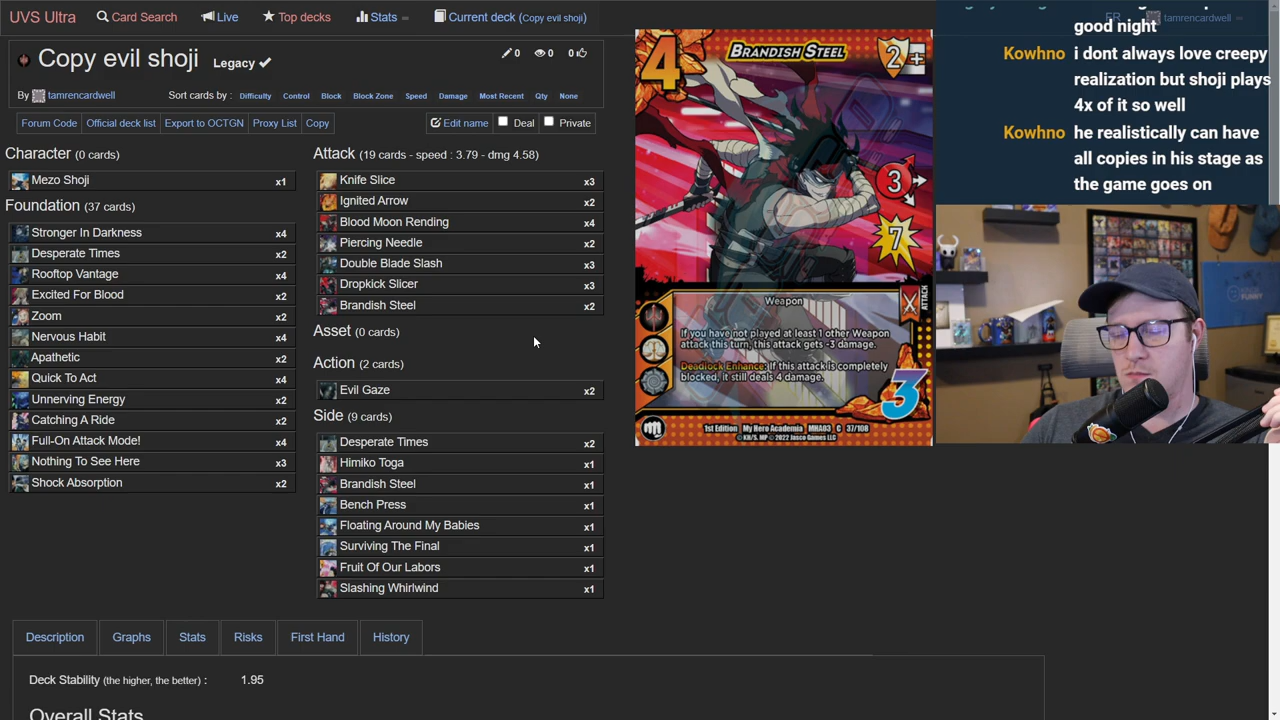 UVS Ultra
Card Search
Live
Top decks
Stats
Current deck (Copy evil shoji)
FR
tamrencardwell
Copy evil shoji Legacy
0 0 0
By tamrencardwell
Sort cards by : Difficulty Control Block Block Zone Speed Damage Most Recent Qty None
Forum Code Official deck list Export to OCTGN Proxy List Copy
Edit name Deal Private
Character (0 cards)
Mezo Shoji x1
Foundation (37 cards)
Stronger In Darkness x4
Desperate Times x2
Rooftop Vantage x4
Excited For Blood x2
Zoom x2
Nervous Habit x4
Apathetic x2
Quick To Act x4
Unnerving Energy x2
Catching A Ride x2
Full-On Attack Mode! x4
Nothing To See Here x3
Shock Absorption x2
Attack (19 cards - speed : 3.79 - dmg 4.58)
Knife Slice x3
Ignited Arrow x2
Blood Moon Rending x4
Piercing Needle x2
Double Blade Slash x3
Dropkick Slicer x3
Brandish Steel x2
Asset (0 cards)
Action (2 cards)
Evil Gaze x2
Side (9 cards)
Desperate Times x2
Himiko Toga x1
Brandish Steel x1
Bench Press x1
Floating Around My Babies x1
Surviving The Final x1
Fruit Of Our Labors x1
Slashing Whirlwind x1
4
Brandish Steel
2+
3
7
Weapon
ATTACK
If you have not played at least 1 other Weapon
attack this turn, this attack gets -3 damage.
Deadlock Enhance: If this attack is completely
blocked, it still deals 4 damage.
3
1st Edition My Hero Academia MHA03 C 37/108
© KH/S, MP © 2022 Jasco Games LLC
good night
Kowhno i dont always love creepy
realization but shoji plays
4x of it so well
Kowhno he realistically can have
all copies in his stage as
the game goes on
Description Graphs Stats Risks First Hand History
Deck Stability (the higher, the better) : 1.95
Overall Stats